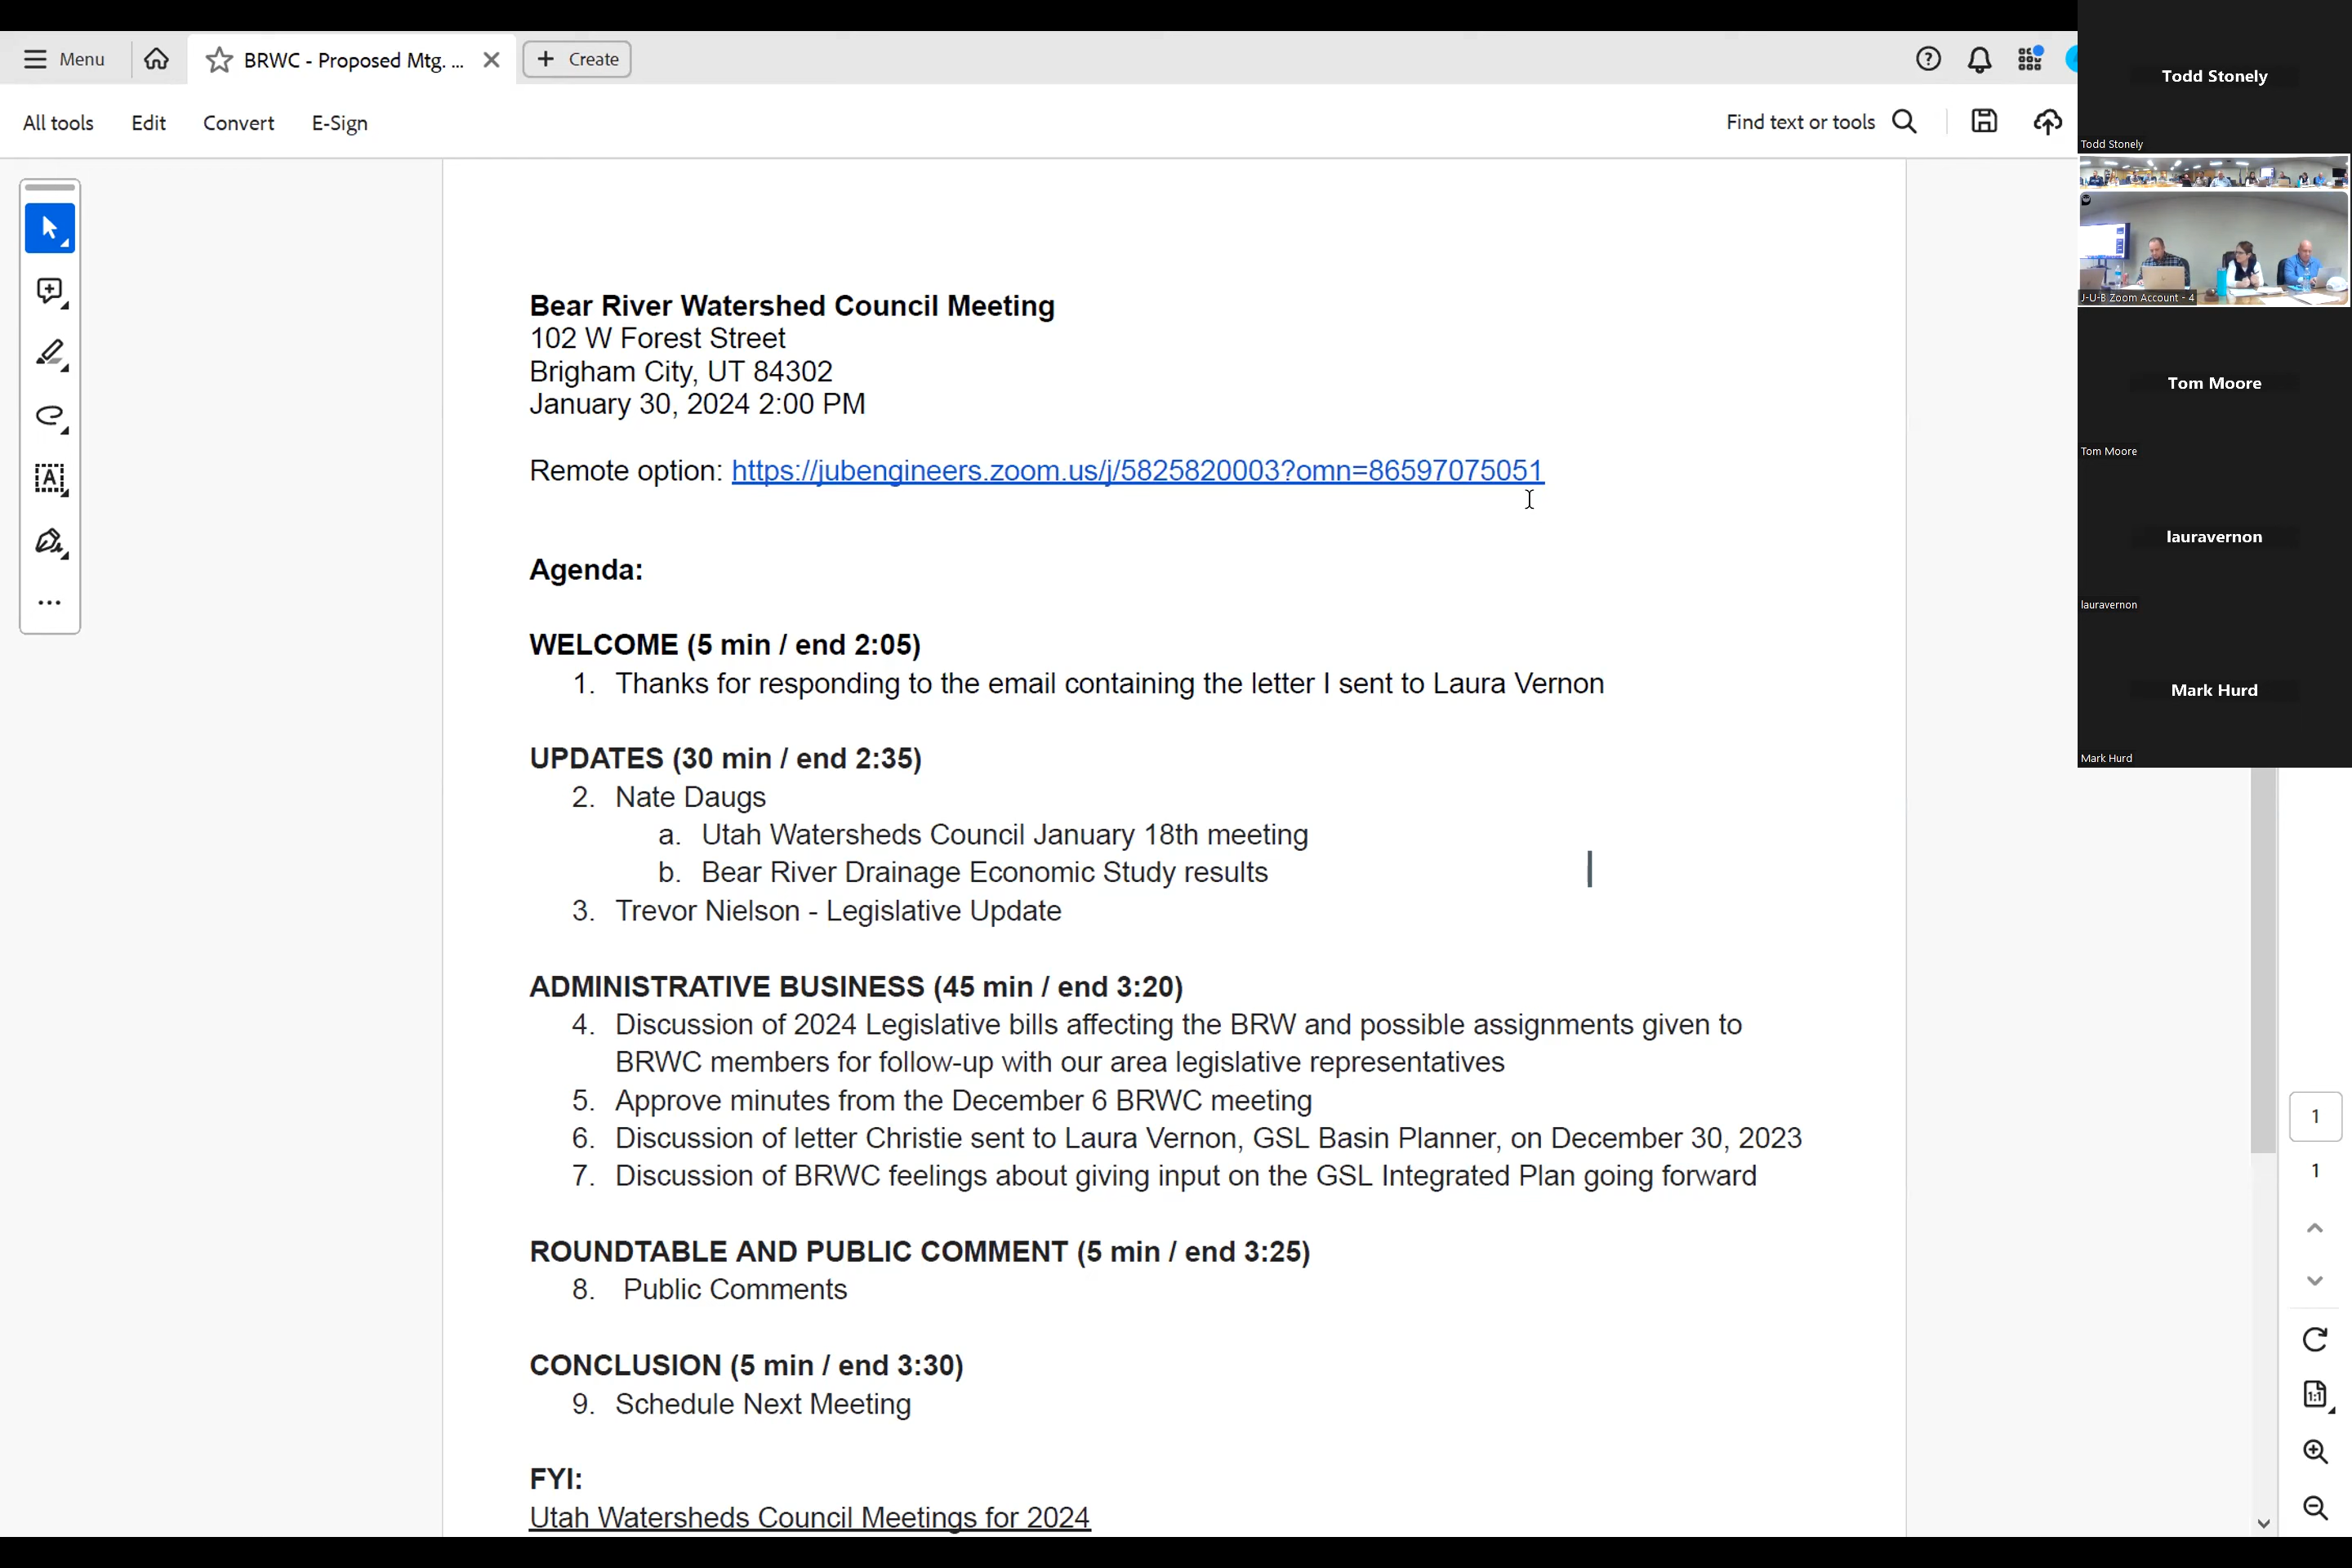 Menu
BRWC - Proposed Mtg. ...
Create
All tools
Edit
Convert
E-Sign
Find text or tools
Bear River Watershed Council Meeting
102 W Forest Street
Brigham City, UT 84302
January 30, 2024 2:00 PM
Remote option: https://jubengineers.zoom.us/j/5825820003?omn=86597075051
Agenda:
WELCOME (5 min / end 2:05)
1. Thanks for responding to the email containing the letter I sent to Laura Vernon
UPDATES (30 min / end 2:35)
2. Nate Daugs
a. Utah Watersheds Council January 18th meeting
b. Bear River Drainage Economic Study results
3. Trevor Nielson - Legislative Update
ADMINISTRATIVE BUSINESS (45 min / end 3:20)
4. Discussion of 2024 Legislative bills affecting the BRW and possible assignments given to
BRWC members for follow-up with our area legislative representatives
5. Approve minutes from the December 6 BRWC meeting
6. Discussion of letter Christie sent to Laura Vernon, GSL Basin Planner, on December 30, 2023
7. Discussion of BRWC feelings about giving input on the GSL Integrated Plan going forward
ROUNDTABLE AND PUBLIC COMMENT (5 min / end 3:25)
8. Public Comments
CONCLUSION (5 min / end 3:30)
9. Schedule Next Meeting
FYI:
Utah Watersheds Council Meetings for 2024
Todd Stonely
Todd Stonely
J-U-B Zoom Account - 4
Tom Moore
Tom Moore
lauravernon
lauravernon
Mark Hurd
Mark Hurd
1
1
1:1